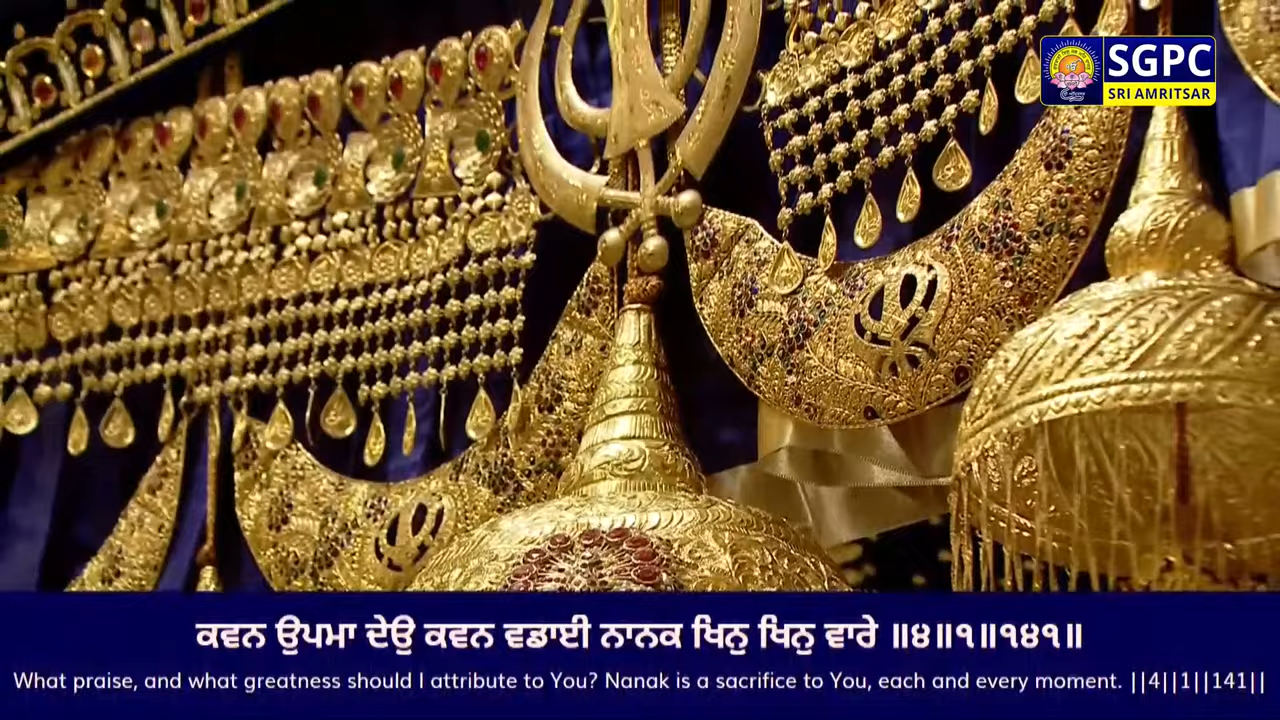 SGPC
SRI AMRITSAR
ਕਵਨ ਉਪਮਾ ਦੇਉ ਕਵਨ ਵਡਾਈ ਨਾਨਕ ਖਿਨੁ ਖਿਨੁ ਵਾਰੇ ॥੪॥੧॥੧੪੧॥
What praise, and what greatness should I attribute to You? Nanak is a sacrifice to You, each and every moment. ||4||1||141||